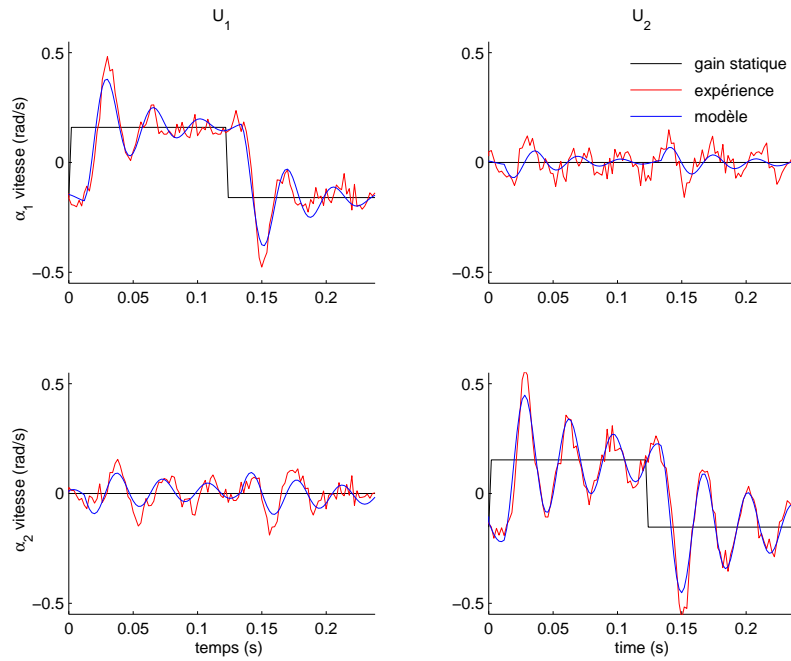 U1
U2
gain statique
expérience
modèle
0.5
0
−0.5
α1 vitesse (rad/s)
0 0.05 0.1 0.15 0.2
0.5
0
−0.5
0 0.05 0.1 0.15 0.2
0.5
0
−0.5
α2 vitesse (rad/s)
0 0.05 0.1 0.15 0.2
temps (s)
0.5
0
−0.5
0 0.05 0.1 0.15 0.2
time (s)